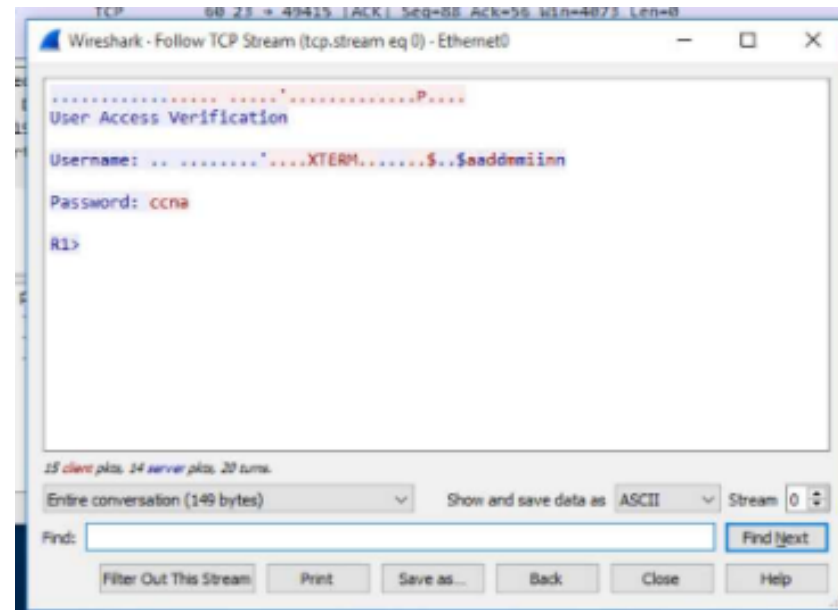 TCP 60 23 → 49415 [ACK] Seq=88 Ack=56 Win=4073 Len=0
Wireshark - Follow TCP Stream (tcp.stream eq 0) - Ethernet0
................. .....'.............P....
User Access Verification
Username: .. ........'....XTERM.......$..$aaddmmiinn
Password: ccna
R1>
15 client pkts, 14 server pkts, 20 turns.
Entire conversation (149 bytes) Show and save data as ASCII Stream 0
Find: Find Next
Filter Out This Stream Print Save as... Back Close Help